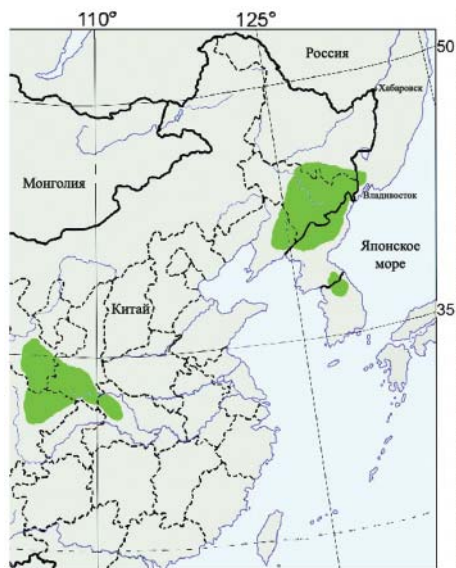 110°
125°
50
Россия
Хабаровск
Монголия
Владивосток
Японское
море
Китай
35